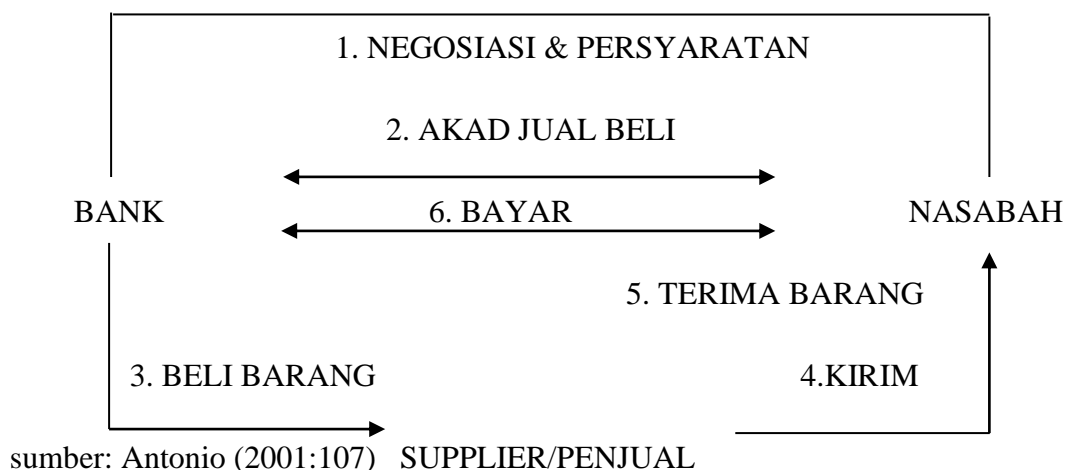 1. NEGOSIASI & PERSYARATAN
2. AKAD JUAL BELI
BANK 6. BAYAR NASABAH
5. TERIMA BARANG
3. BELI BARANG 4.KIRIM
sumber: Antonio (2001:107) SUPPLIER/PENJUAL